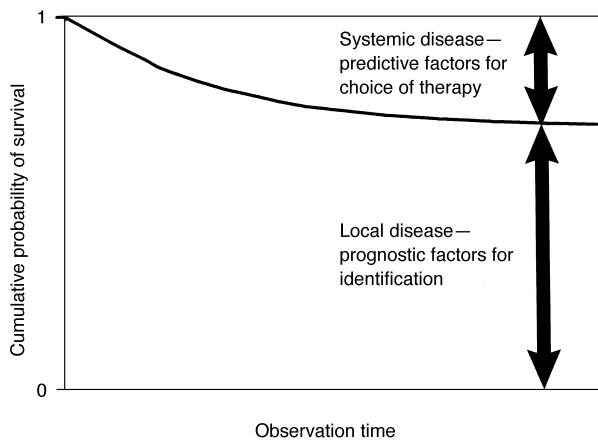 1
Systemic disease—
predictive factors for
choice of therapy
Cumulative probability of survival
Local disease—
prognostic factors for
identification
0
Observation time